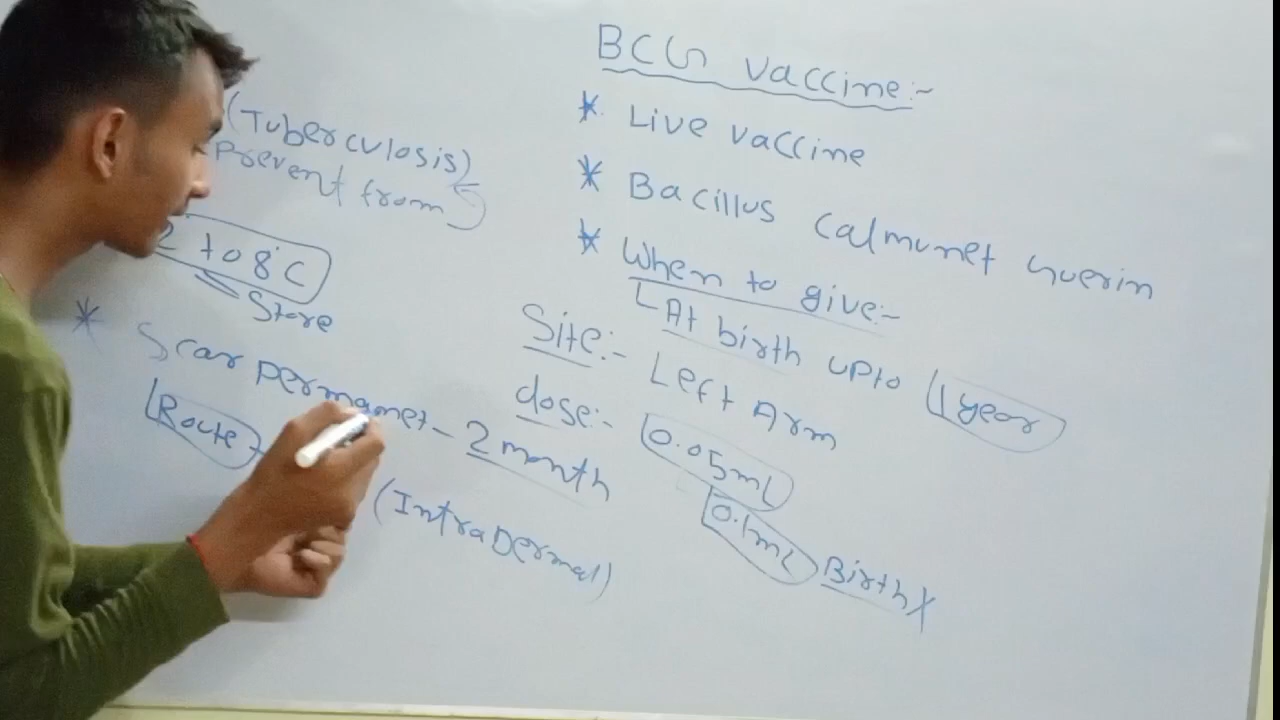 BCG vaccine:-
* Live vaccine
* Bacillus Calmunet Guerin
* When to give:-
At birth upto 1 year
Site:- Left Arm
dose:- 0.05ml
0.1ml Birth X
(Tuberculosis)
Prevent from
2 to 8°C
Store
* Scar permanet - 2 month
Route
(IntraDermal)